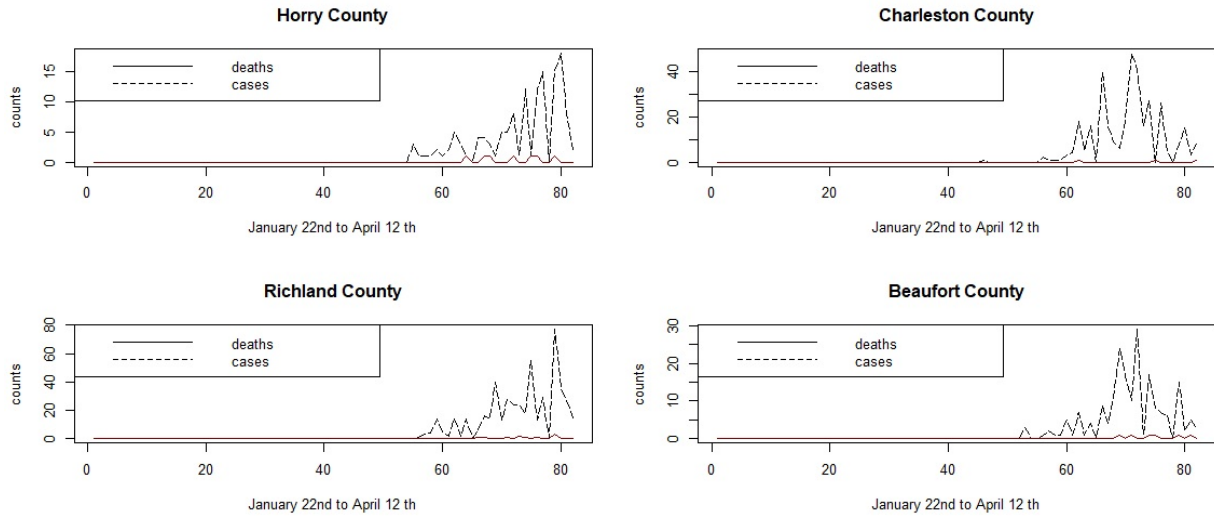 Horry County
deaths
cases
counts
15
10
5
0
0 20 40 60 80
January 22nd to April 12 th
Charleston County
deaths
cases
counts
40
20
0
0 20 40 60 80
January 22nd to April 12 th
Richland County
deaths
cases
counts
80
60
40
20
0
0 20 40 60 80
January 22nd to April 12 th
Beaufort County
deaths
cases
counts
30
20
10
0
0 20 40 60 80
January 22nd to April 12 th